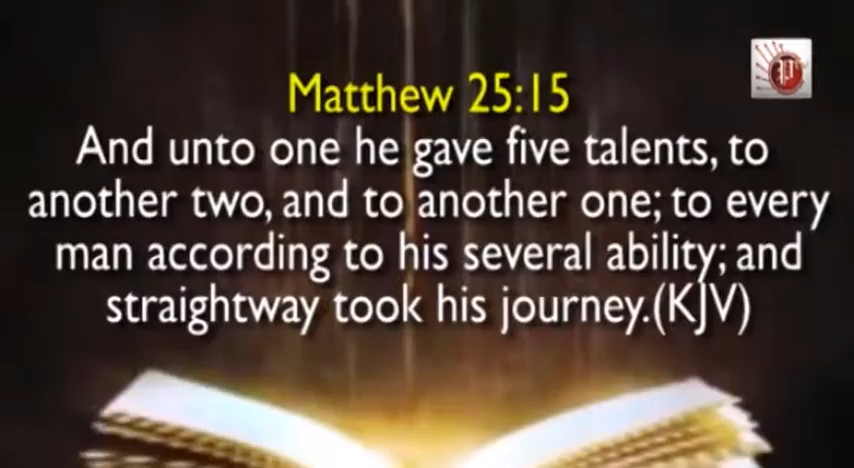 Matthew 25:15
And unto one he gave five talents, to
another two, and to another one; to every
man according to his several ability; and
straightway took his journey.(KJV)